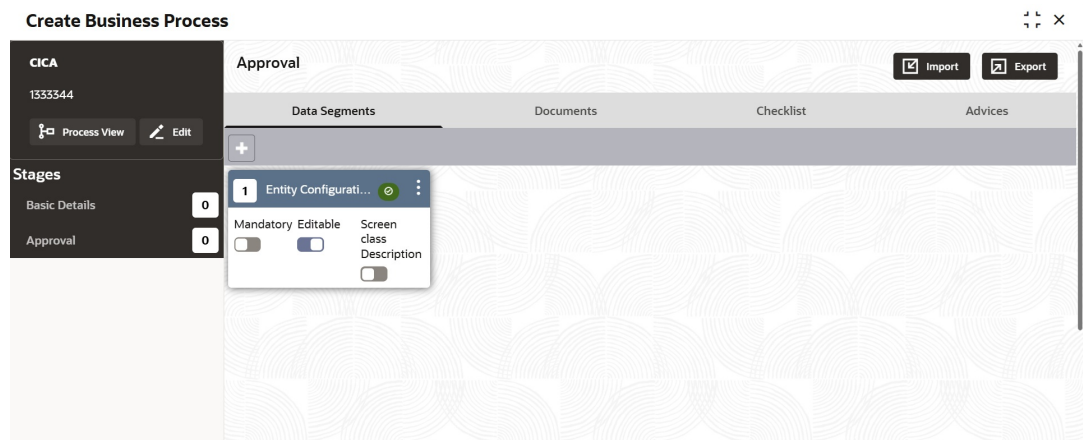 Create Business Process
CICA
1333344
Process View
Edit
Stages
Basic Details 0
Approval 0
Approval
Import
Export
Data Segments
Documents
Checklist
Advices
1 Entity Configurati...
Mandatory
Editable
Screen
class
Description